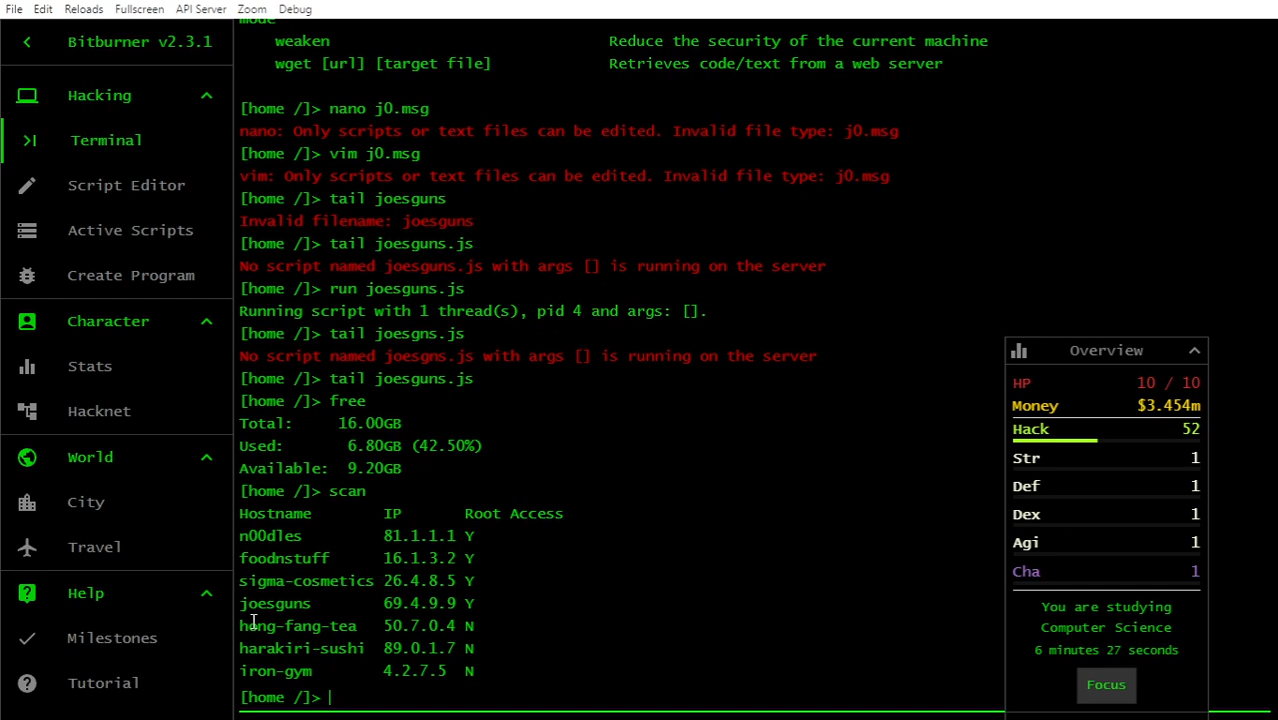 File Edit Reloads Fullscreen API Server Zoom Debug
Bitburner v2.3.1
Hacking
Terminal
Script Editor
Active Scripts
Create Program
Character
Stats
Hacknet
World
City
Travel
Help
Milestones
Tutorial
mode
weaken Reduce the security of the current machine
wget [url] [target file] Retrieves code/text from a web server
[home /]> nano j0.msg
nano: Only scripts or text files can be edited. Invalid file type: j0.msg
[home /]> vim j0.msg
vim: Only scripts or text files can be edited. Invalid file type: j0.msg
[home /]> tail joesguns
Invalid filename: joesguns
[home /]> tail joesguns.js
No script named joesguns.js with args [] is running on the server
[home /]> run joesguns.js
Running script with 1 thread(s), pid 4 and args: [].
[home /]> tail joesgns.js
No script named joesgns.js with args [] is running on the server
[home /]> tail joesguns.js
[home /]> free
Total: 16.00GB
Used: 6.80GB (42.50%)
Available: 9.20GB
[home /]> scan
Hostname IP Root Access
n00dles 81.1.1.1 Y
foodnstuff 16.1.3.2 Y
sigma-cosmetics 26.4.8.5 Y
joesguns 69.4.9.9 Y
hong-fang-tea 50.7.0.4 N
harakiri-sushi 89.0.1.7 N
iron-gym 4.2.7.5 N
[home /]>
Overview
HP 10 / 10
Money $3.454m
Hack 52
Str 1
Def 1
Dex 1
Agi 1
Cha 1
You are studying
Computer Science
6 minutes 27 seconds
Focus